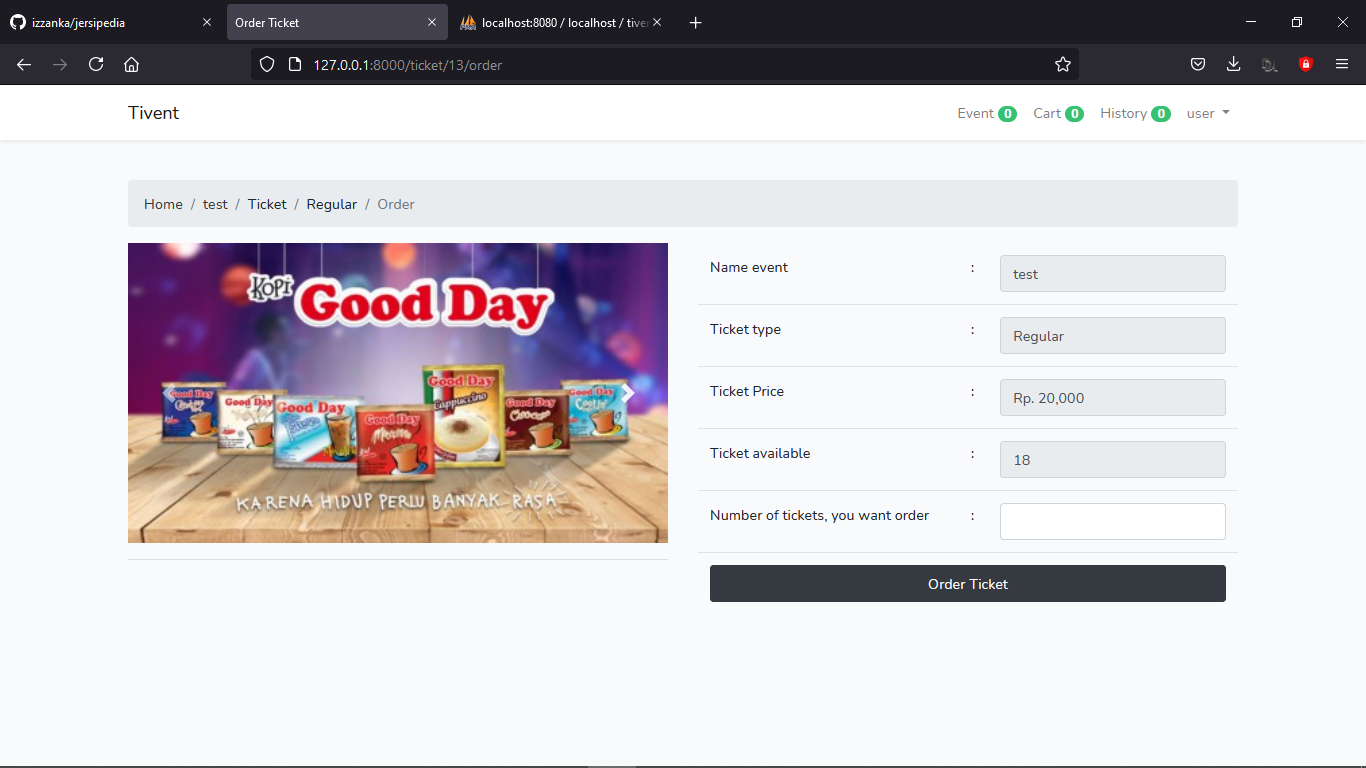 izzanka/jersipedia
Order Ticket
localhost:8080 / localhost / tive
127.0.0.1:8000/ticket/13/order
Tivent
Event 0
Cart 0
History 0
user
Home / test / Ticket / Regular / Order
Kopi
Good Day
Good Day
Good Day
Good Day
Good Day
Good Day
Cappuccino
Good Day
Good Day
KARENA HIDUP PERLU BANYAK RASA
Name event : test
Ticket type : Regular
Ticket Price : Rp. 20,000
Ticket available : 18
Number of tickets, you want order :
Order Ticket